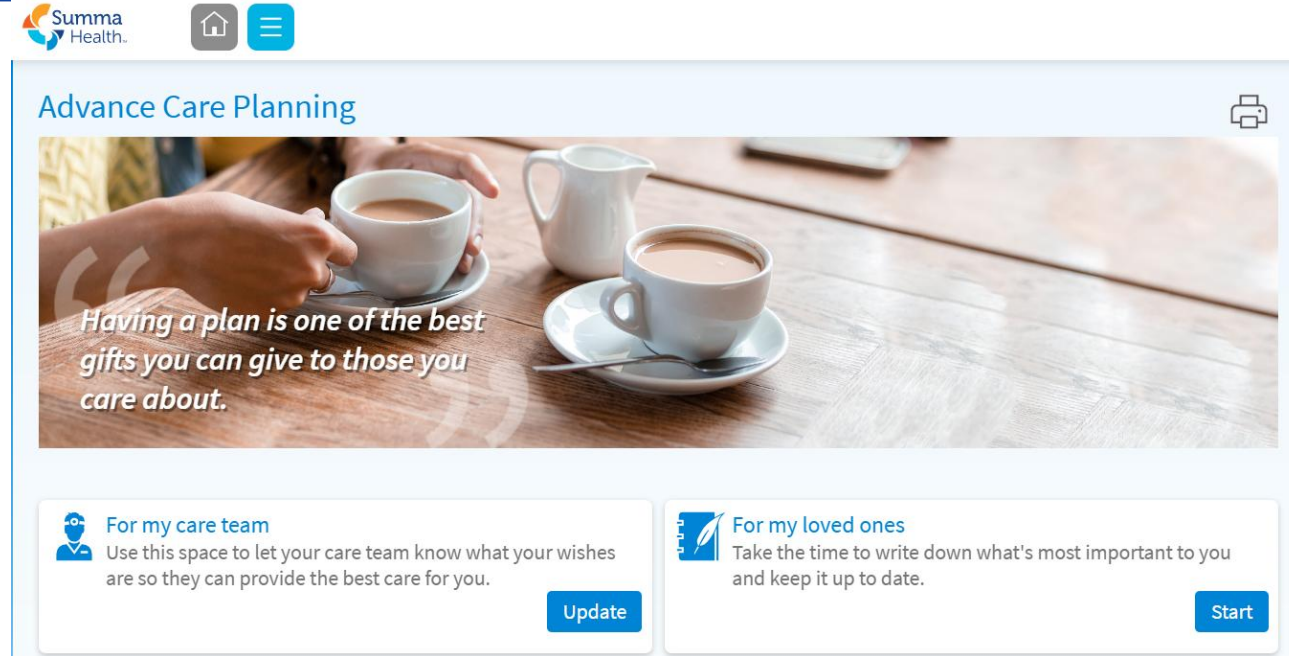 Summa
Health™
Advance Care Planning
Having a plan is one of the best
gifts you can give to those you
care about.
For my care team
Use this space to let your care team know what your wishes
are so they can provide the best care for you.
Update
For my loved ones
Take the time to write down what's most important to you
and keep it up to date.
Start